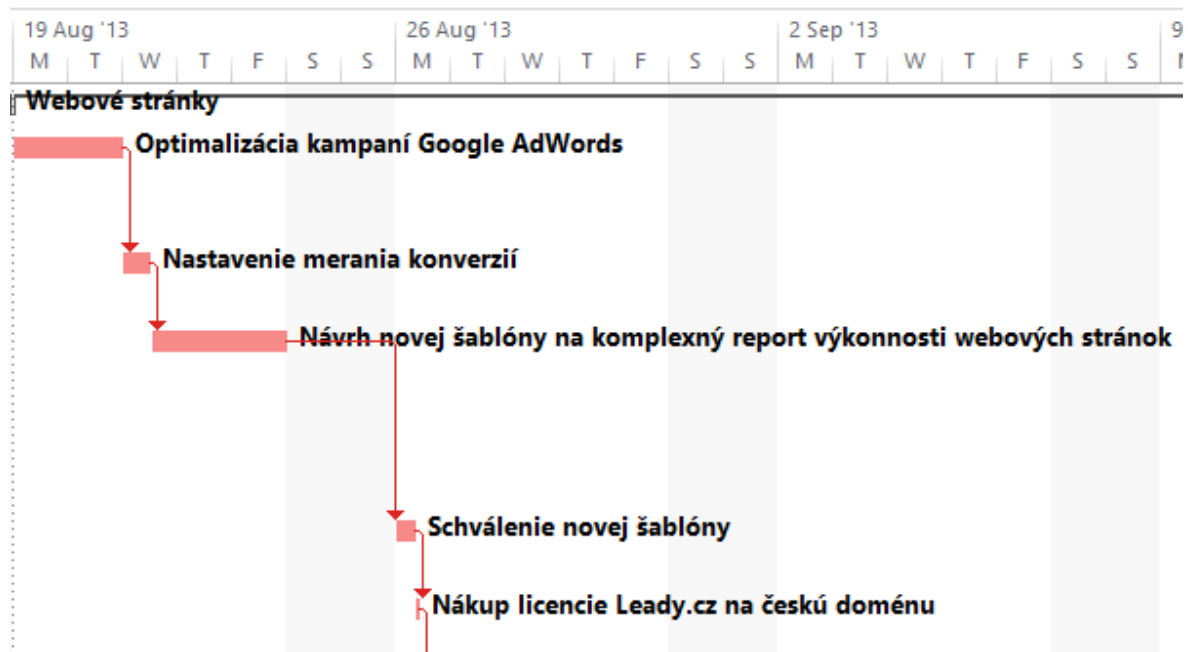 19 Aug '13 26 Aug '13 2 Sep '13 9
M T W T F S S M T W T F S S M T W T F S S
Webové stránky
Optimalizácia kampaní Google AdWords
Nastavenie merania konverzií
Návrh novej šablóny na komplexný report výkonnosti webových stránok
Schválenie novej šablóny
Nákup licencie Leady.cz na českú doménu